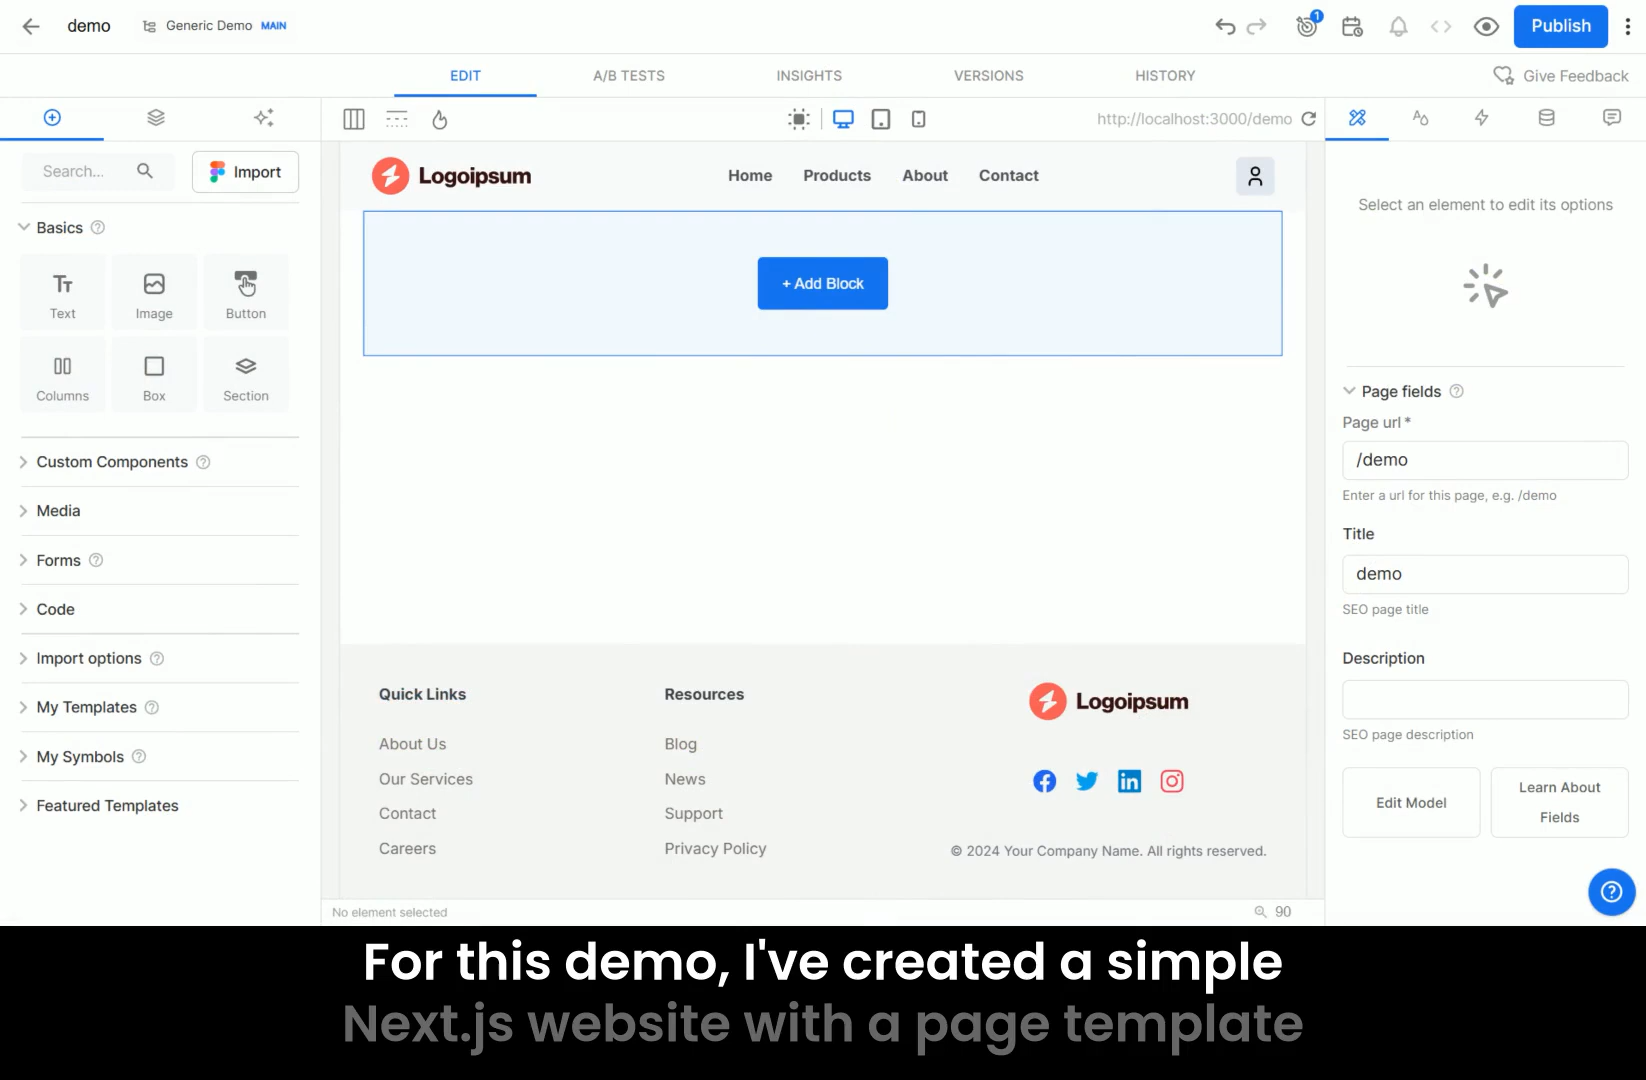 demo
Generic Demo MAIN
1
Publish
EDIT
A/B TESTS
INSIGHTS
VERSIONS
HISTORY
Give Feedback
http://localhost:3000/demo
Search...
Import
Basics
Text
Image
Button
Columns
Box
Section
Custom Components
Media
Forms
Code
Import options
My Templates
My Symbols
Featured Templates
Logoipsum
Home
Products
About
Contact
+ Add Block
Quick Links
About Us
Our Services
Contact
Careers
Resources
Blog
News
Support
Privacy Policy
Logoipsum
© 2024 Your Company Name. All rights reserved.
No element selected
90
Select an element to edit its options
Page fields
Page url *
/demo
Enter a url for this page, e.g. /demo
Title
demo
SEO page title
Description
SEO page description
Edit Model
Learn About
Fields
For this demo, I've created a simple
Next.js website with a page template